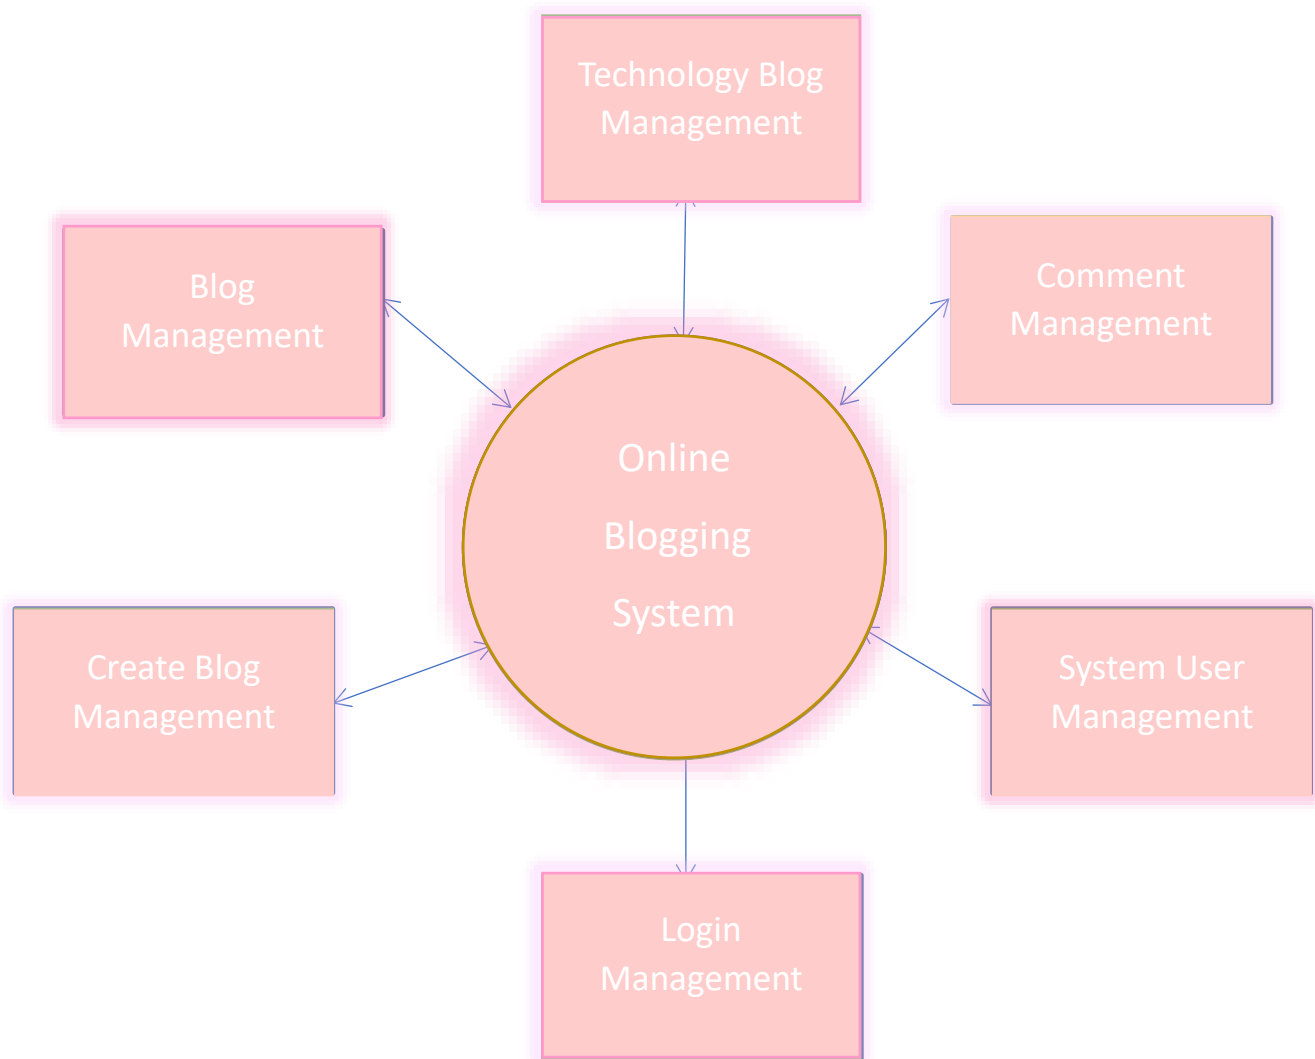 Technology Blog
Management
Blog
Management
Comment
Management
Online
Blogging
System
Create Blog
Management
System User
Management
Login
Management